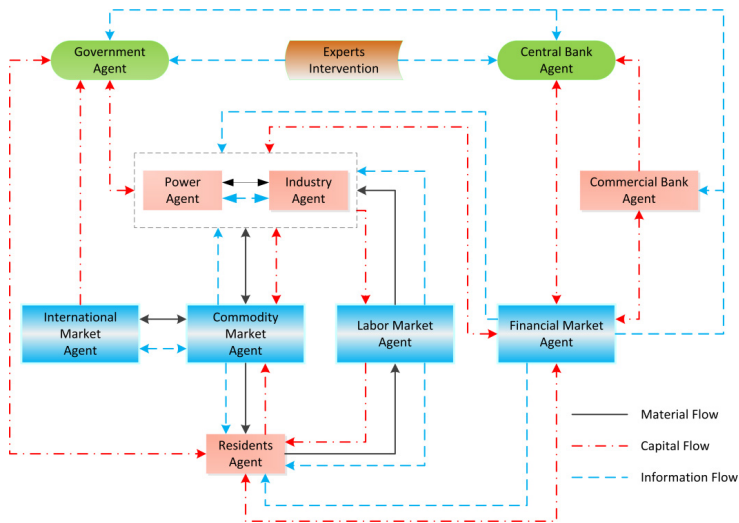 Government
Agent
Experts
Intervention
Central Bank
Agent
Power
Agent
Industry
Agent
Commercial Bank
Agent
International
Market
Agent
Commodity
Market
Agent
Labor Market
Agent
Financial Market
Agent
Residents
Agent
Material Flow
Capital Flow
Information Flow